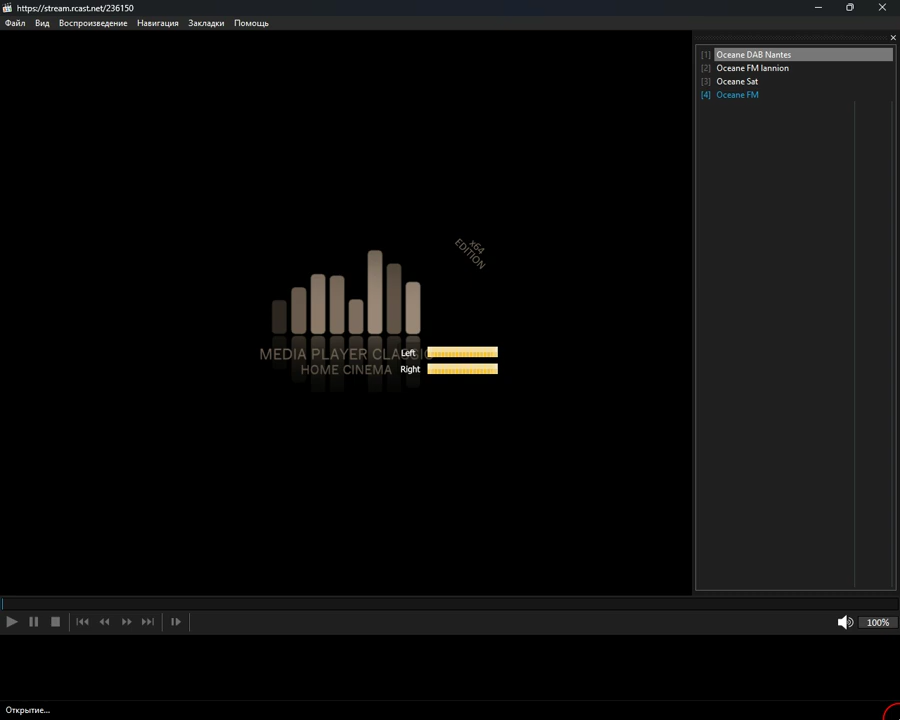 https://stream.rcast.net/236150
Файл Вид Воспроизведение Навигация Закладки Помощь
[1] Oceane DAB Nantes
[2] Oceane FM lannion
[3] Oceane Sat
[4] Oceane FM
x64
EDITION
MEDIA PLAYER CLASSIC
HOME CINEMA
Left
Right
100%
Открытие...